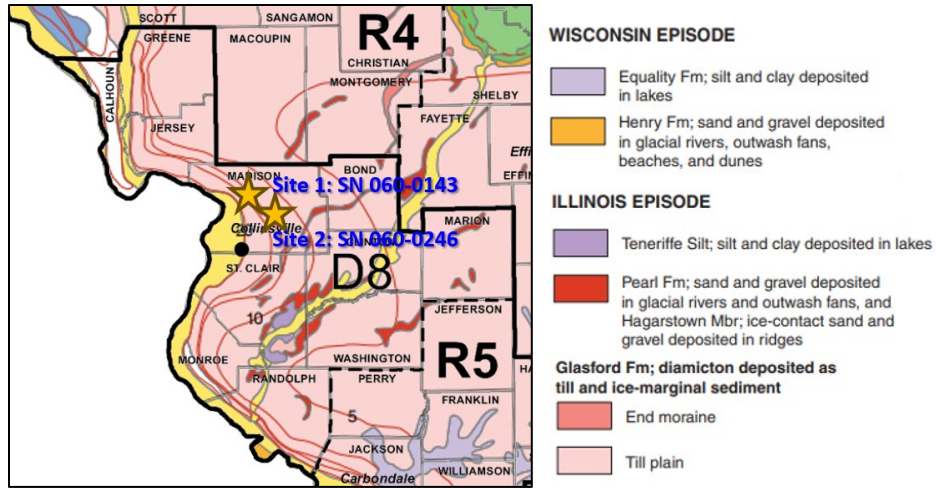 SCOTT
SANGAMON
GREENE
MACOUPIN
R4
CHRISTIAN
MONTGOMERY
CALHOUN
SHELBY
FAYETTE
JERSEY
Effi
MADISON
BOND
EFFIN
Site 1: SN 060-0143
MARION
Collinsville
Site 2: SN 060-0246
ST. CLAIR
D8
JEFFERSON
10
R5
MONROE
WASHINGTON
HA
RANDOLPH
PERRY
FRANKLIN
5
JACKSON
WILLIAMSON
Carbondale
WISCONSIN EPISODE
Equality Fm; silt and clay deposited
in lakes
Henry Fm; sand and gravel deposited
in glacial rivers, outwash fans,
beaches, and dunes
ILLINOIS EPISODE
Teneriffe Silt; silt and clay deposited in lakes
Pearl Fm; sand and gravel deposited
in glacial rivers and outwash fans, and
Hagarstown Mbr; ice-contact sand and
gravel deposited in ridges
Glasford Fm; diamicton deposited as
till and ice-marginal sediment
End moraine
Till plain